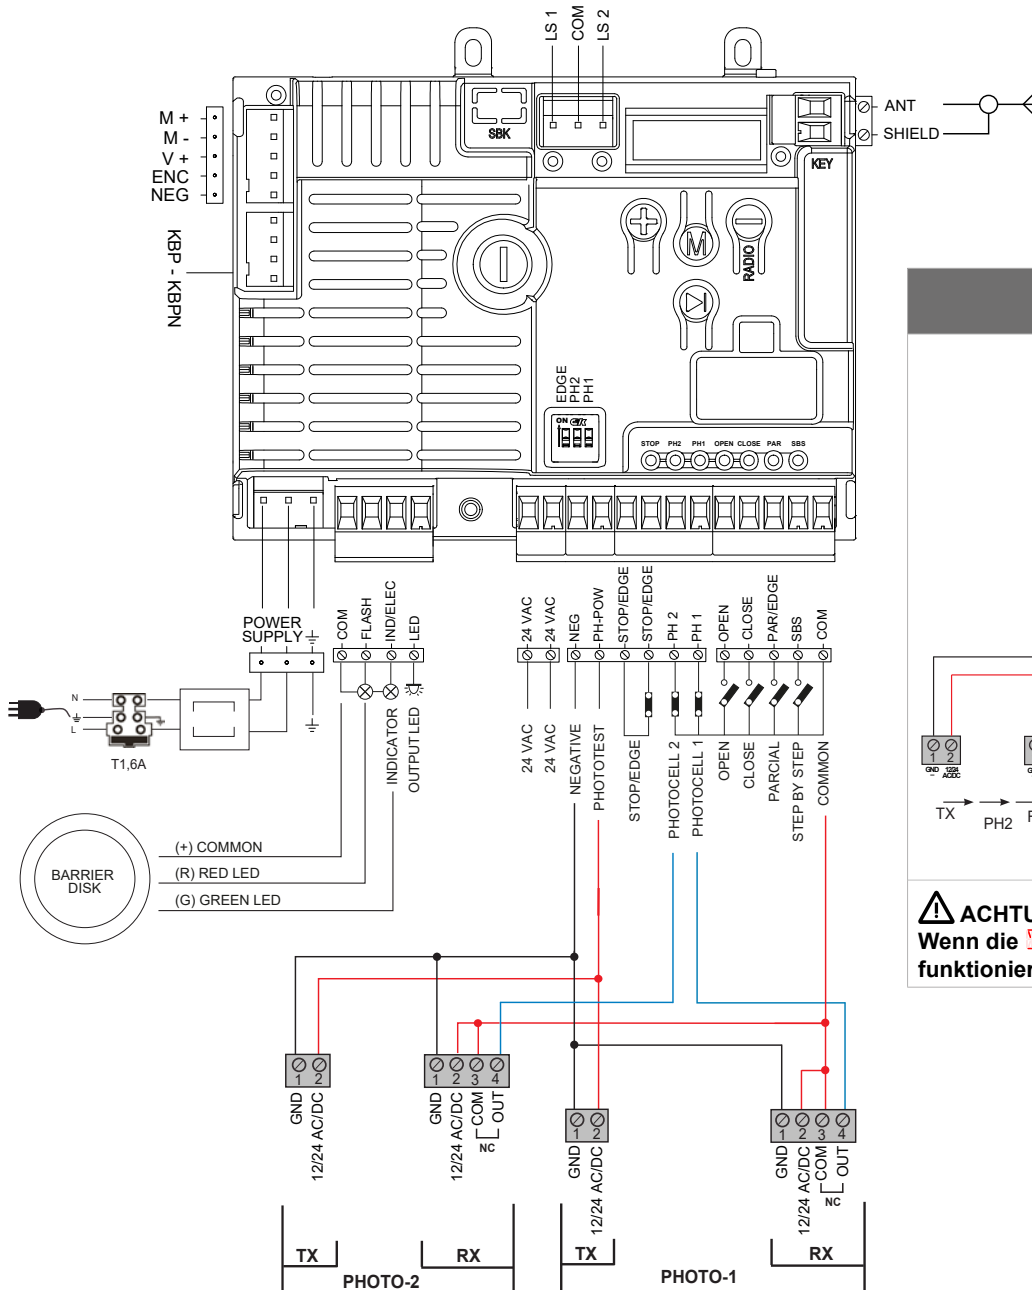 LS 1
COM
LS 2
M +
M -
V +
ENC
NEG
KBP - KBPN
SBK
ANT
SHIELD
KEY
M
RADIO
EDGE
PH2
PH1
ON
STOP PH2 PH1 OPEN CLOSE PAR SBS
POWER
SUPPLY
COM
FLASH
IND/ELEC
LED
24 VAC
24 VAC
NEG
PH-POW
STOP/EDGE
STOP/EDGE
PH 2
PH 1
OPEN
CLOSE
PAR/EDGE
SBS
COM
N
L
T1,6A
INDICATOR
OUTPUT LED
24 VAC
24 VAC
NEGATIVE
PHOTOTEST
STOP/EDGE
PHOTOCELL 2
PHOTOCELL 1
OPEN
CLOSE
PARCIAL
STEP BY STEP
COMMON
BARRIER
DISK
(+) COMMON
(R) RED LED
(G) GREEN LED
1 2
GND
12/24 AC/DC
1 2 3 4
GND
12/24 AC/DC
COM
OUT
NC
1 2
GND
12/24 AC/DC
1 2 3 4
GND
12/24 AC/DC
COM
OUT
NC
TX
RX
PHOTO-2
TX
RX
PHOTO-1
1 2
GND
12/24
AC/DC
TX
PH2
ACHTU
Wenn die
funktionier